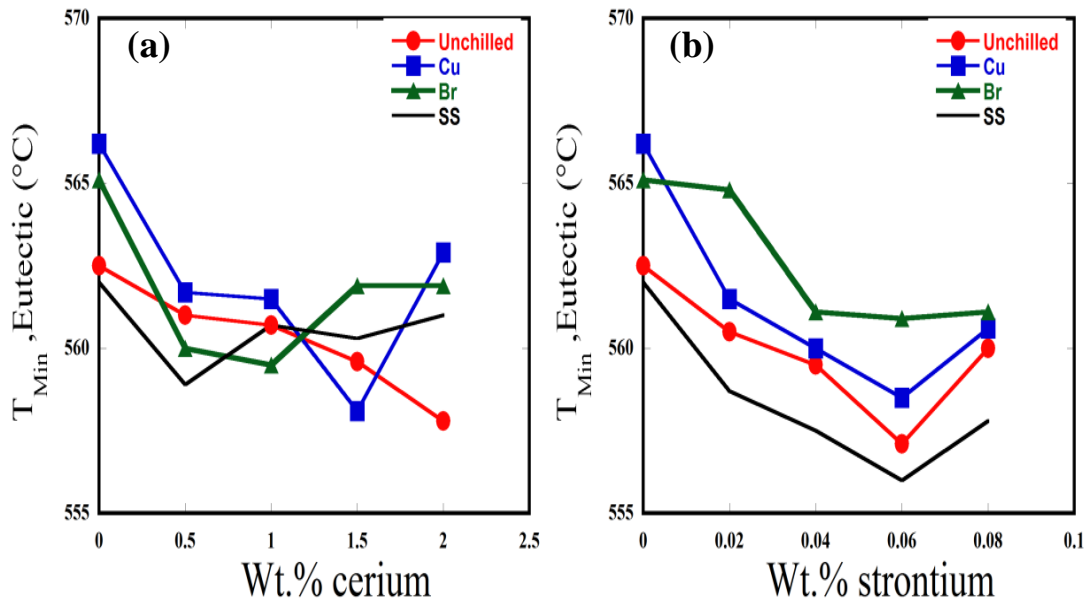 (a)
Unchilled
Cu
Br
SS
570
565
560
555
T Min ,Eutectic (°C)
0 0.5 1 1.5 2 2.5
Wt.% cerium
(b)
Unchilled
Cu
Br
SS
570
565
560
555
T Min ,Eutectic (°C)
0 0.02 0.04 0.06 0.08 0.1
Wt.% strontium